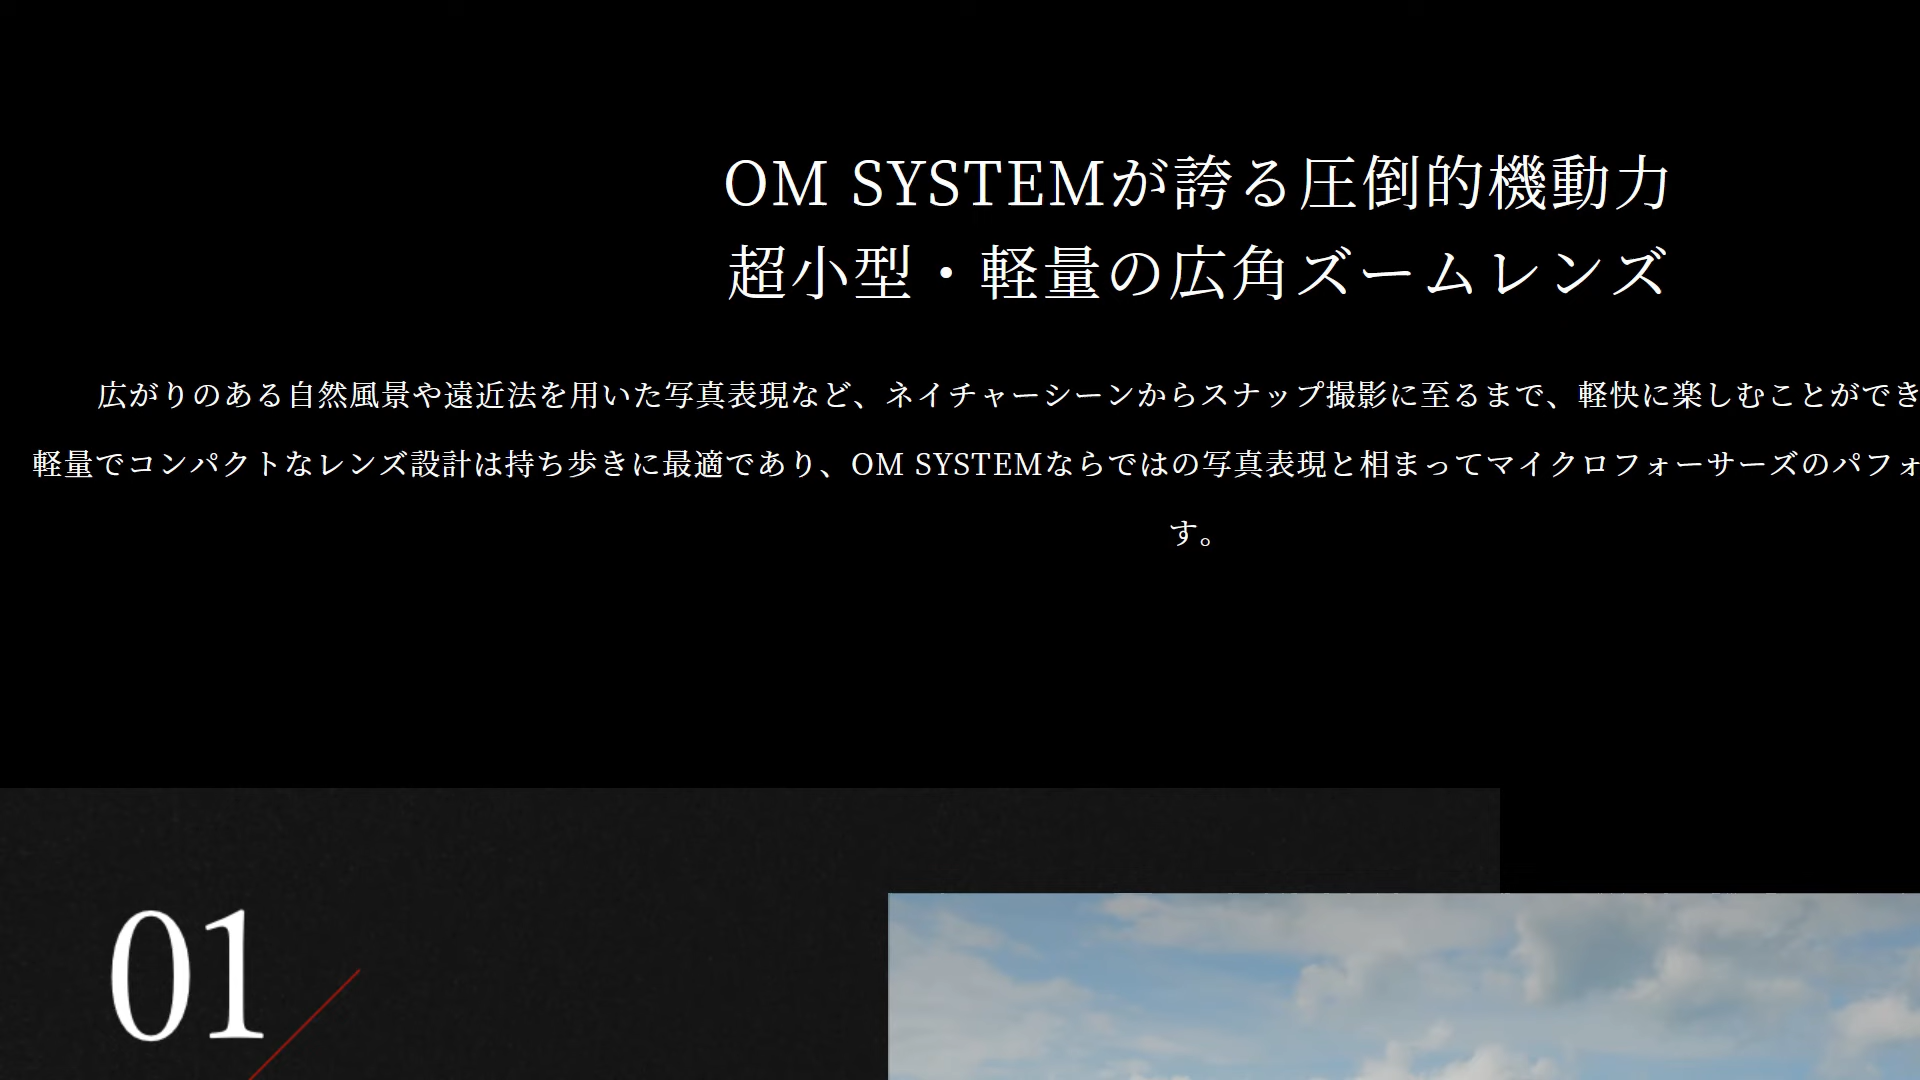 OM SYSTEMが誇る圧倒的機動力
超小型・軽量の広角ズームレンズ
広がりのある自然風景や遠近法を用いた写真表現など、ネイチャーシーンからスナップ撮影に至るまで、軽快に楽しむことができ
軽量でコンパクトなレンズ設計は持ち歩きに最適であり、OM SYSTEMならではの写真表現と相まってマイクロフォーサーズのパフォ
す。
01